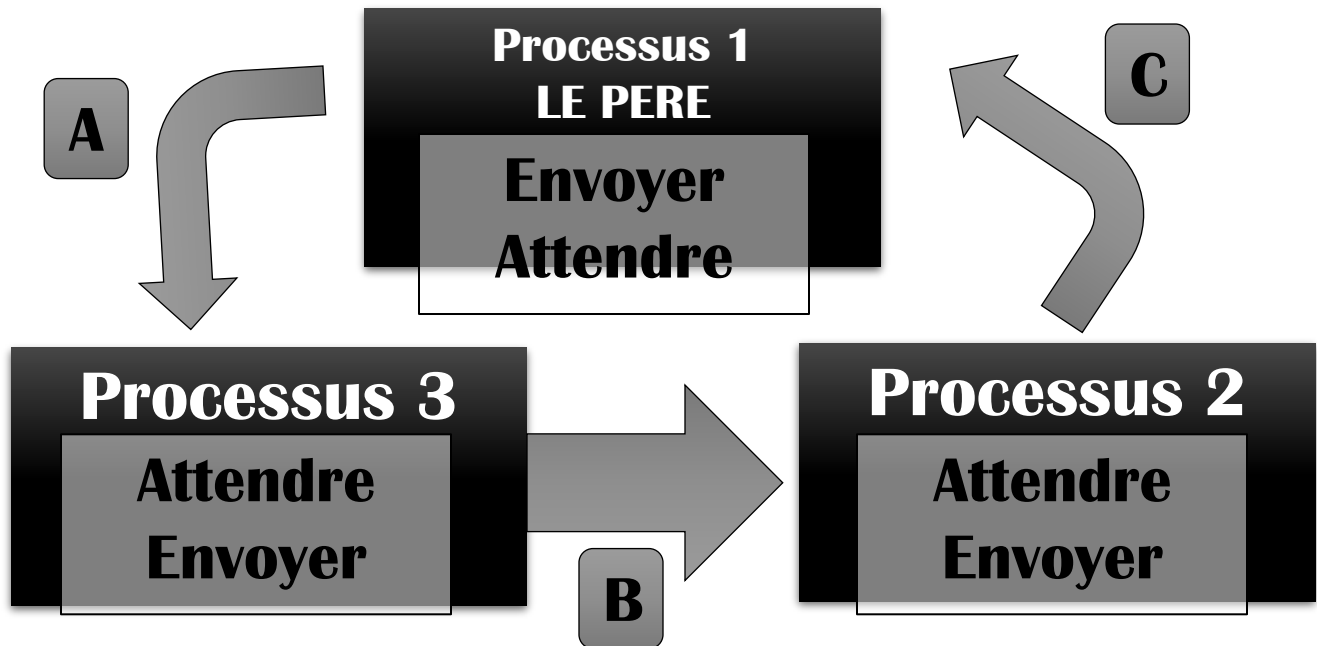 Processus 1
LE PERE
Envoyer
Attendre
A
C
Processus 3
Attendre
Envoyer
B
Processus 2
Attendre
Envoyer